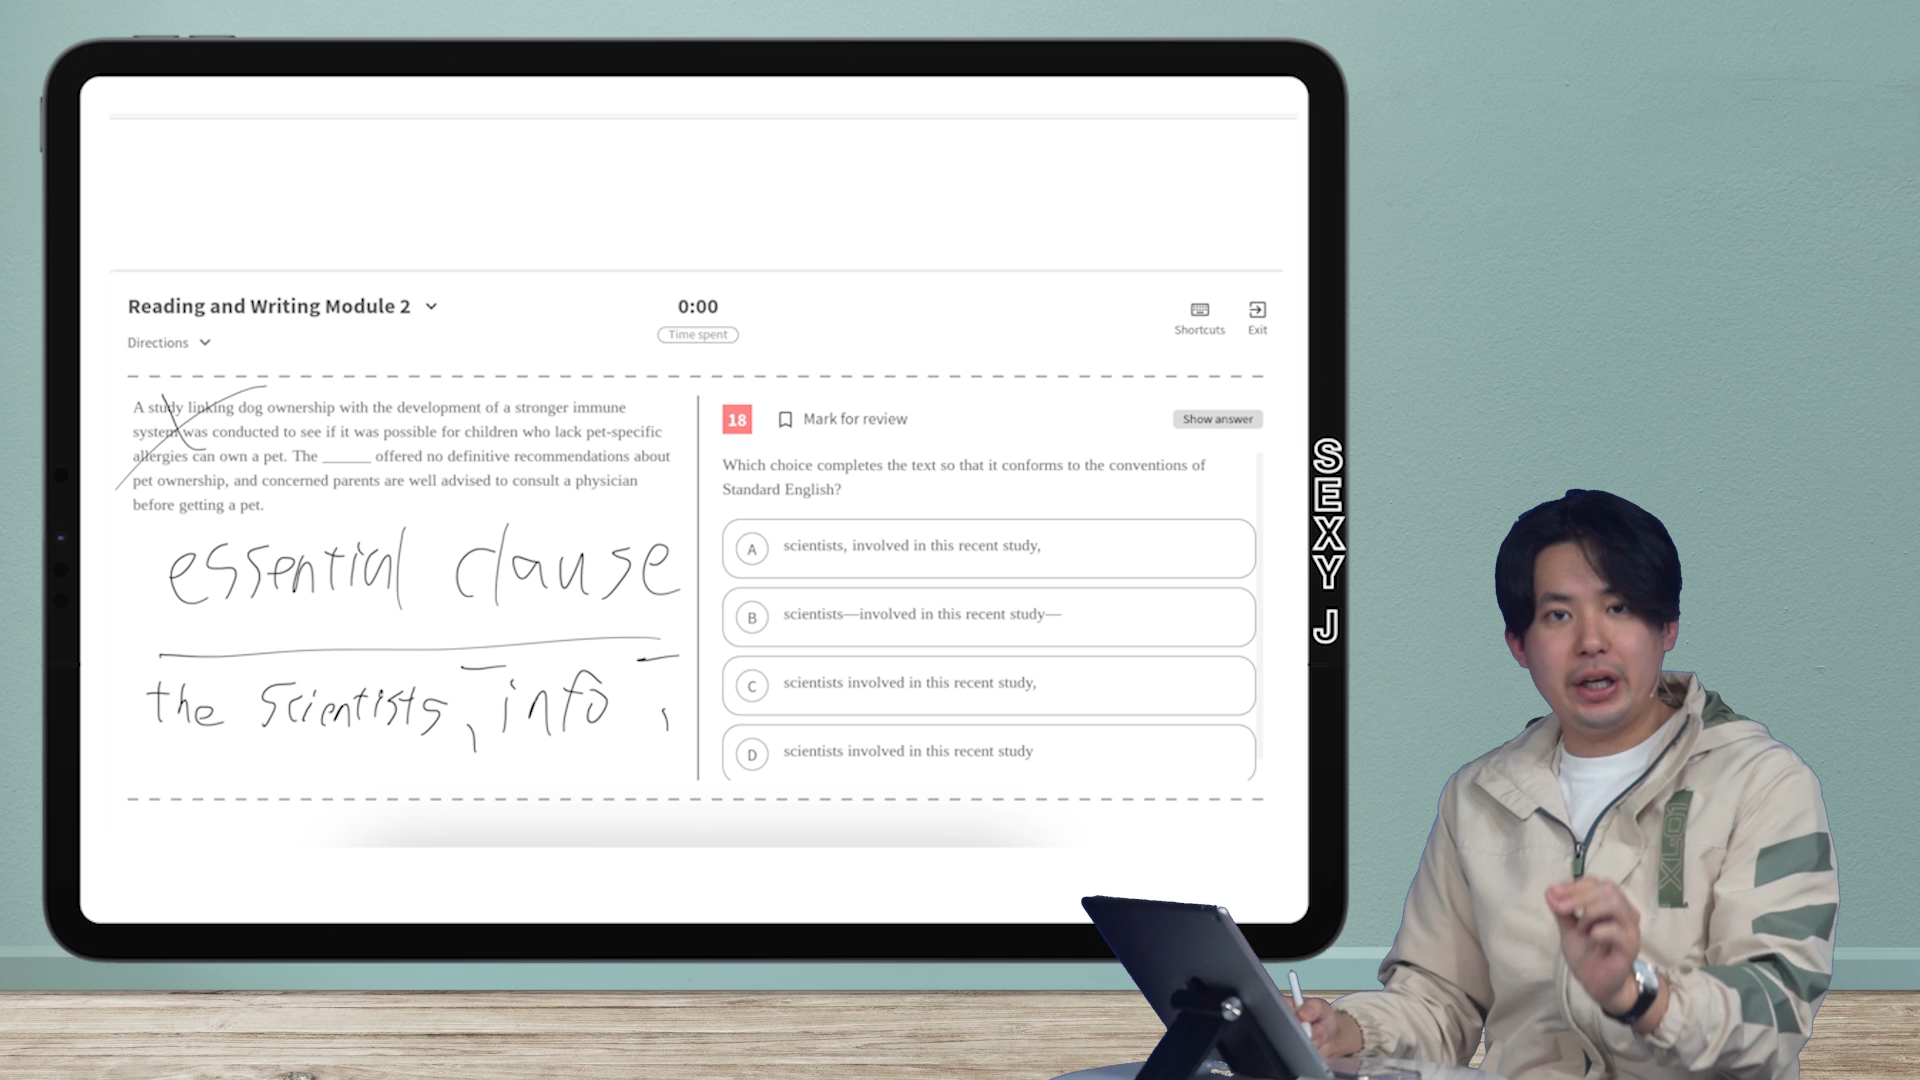 Reading and Writing Module 2
0:00
Time spent
Shortcuts
Exit
Directions
A study linking dog ownership with the development of a stronger immune
system was conducted to see if it was possible for children who lack pet-specific
allergies can own a pet. The ______ offered no definitive recommendations about
pet ownership, and concerned parents are well advised to consult a physician
before getting a pet.
essential clause
the scientists, info ,
18
Mark for review
Show answer
Which choice completes the text so that it conforms to the conventions of
Standard English?
A scientists, involved in this recent study,
B scientists—involved in this recent study—
C scientists involved in this recent study,
D scientists involved in this recent study
SEXY J
XLO1